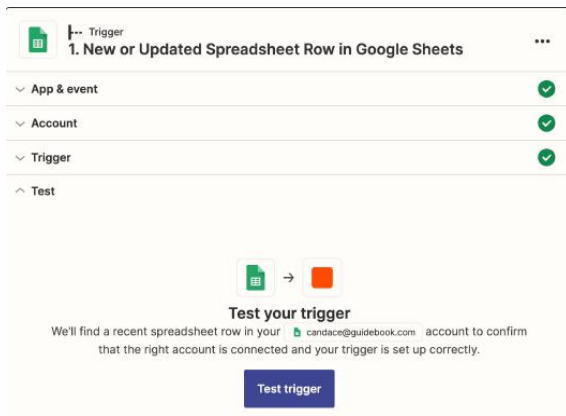 Trigger
1. New or Updated Spreadsheet Row in Google Sheets
App & event
Account
Trigger
Test
Test your trigger
We'll find a recent spreadsheet row in your candace@guidebook.com account to confirm
that the right account is connected and your trigger is set up correctly.
Test trigger